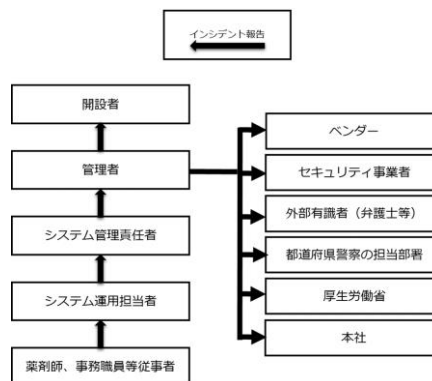 インシデント報告
開設者
管理者
システム管理責任者
システム運用担当者
薬剤師、事務職員等従事者
ベンダー
セキュリティ事業者
外部有識者（弁護士等）
都道府県警察の担当部署
厚生労働省
本社